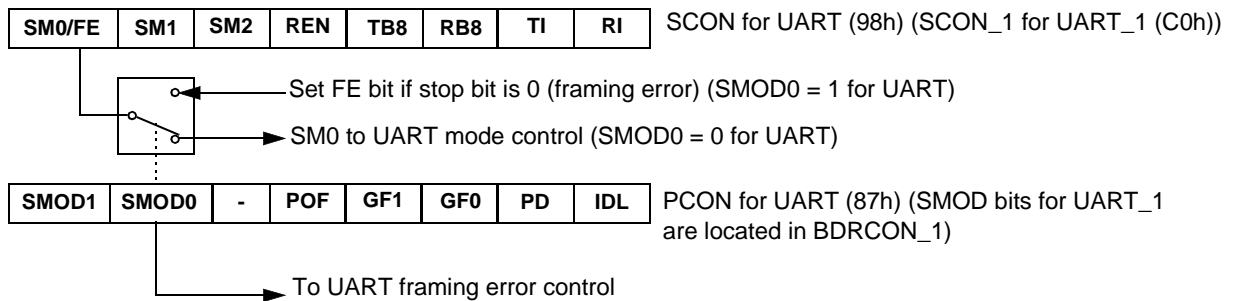 SM0/FE SM1 SM2 REN TB8 RB8 TI RI SCON for UART (98h) (SCON_1 for UART_1 (C0h))
Set FE bit if stop bit is 0 (framing error) (SMOD0 = 1 for UART)
SM0 to UART mode control (SMOD0 = 0 for UART)
SMOD1 SMOD0 - POF GF1 GF0 PD IDL PCON for UART (87h) (SMOD bits for UART_1
are located in BDRCON_1)
To UART framing error control